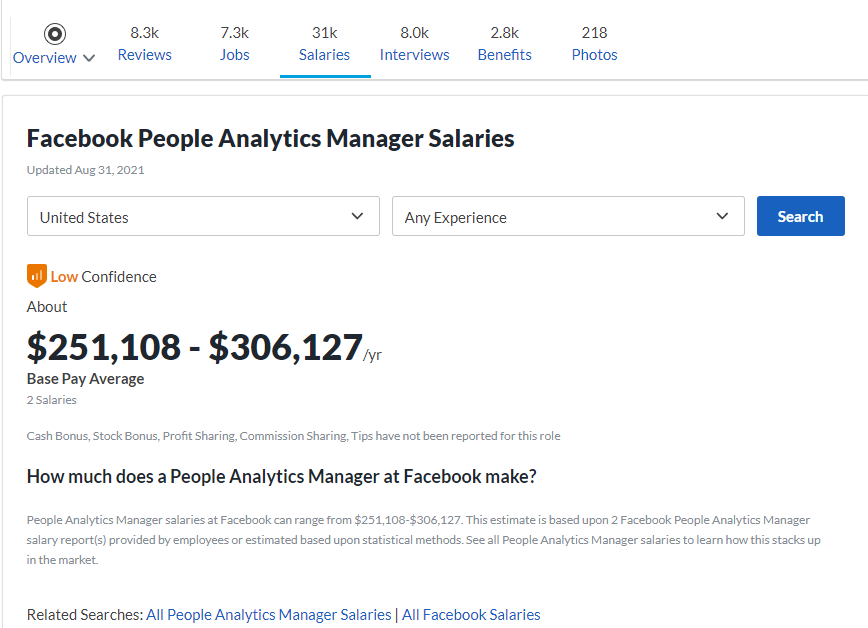 8.3k 7.3k 31k 8.0k 2.8k 218
Overview Reviews Jobs Salaries Interviews Benefits Photos
Facebook People Analytics Manager Salaries
Updated Aug 31, 2021
United States Any Experience Search
Low Confidence
About
$251,108 - $306,127/yr
Base Pay Average
2 Salaries
Cash Bonus, Stock Bonus, Profit Sharing, Commission Sharing, Tips have not been reported for this role
How much does a People Analytics Manager at Facebook make?
People Analytics Manager salaries at Facebook can range from $251,108-$306,127. This estimate is based upon 2 Facebook People Analytics Manager
salary report(s) provided by employees or estimated based upon statistical methods. See all People Analytics Manager salaries to learn how this stacks up
in the market.
Related Searches: All People Analytics Manager Salaries | All Facebook Salaries